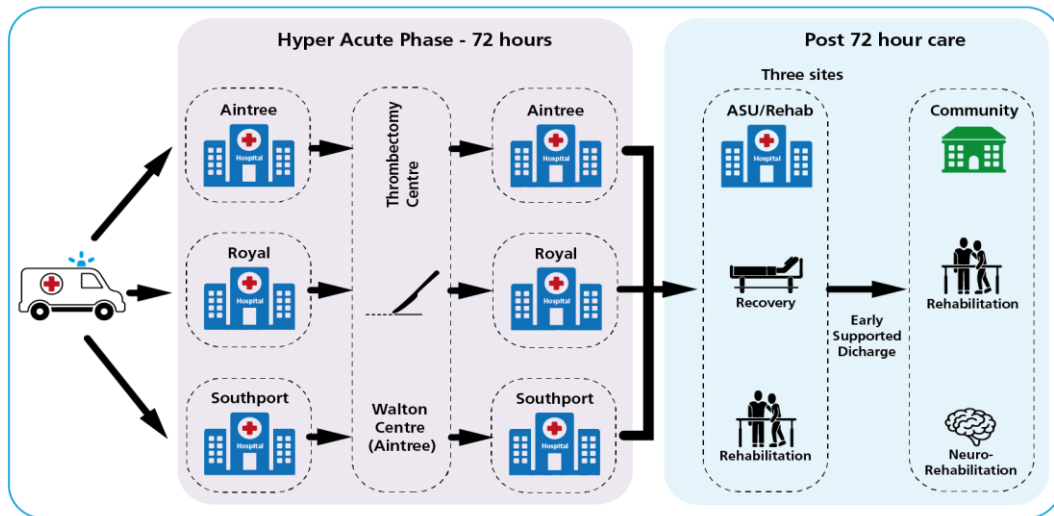 Hyper Acute Phase - 72 hours
Aintree
Hospital
Royal
Hospital
Southport
Hospital
Thrombectomy
Centre
Walton
Centre
(Aintree)
Aintree
Hospital
Royal
Hospital
Southport
Hospital
Post 72 hour care
Three sites
ASU/Rehab
Hospital
Recovery
Rehabilitation
Early
Supported
Dicharge
Community
Rehabilitation
Neuro-
Rehabilitation